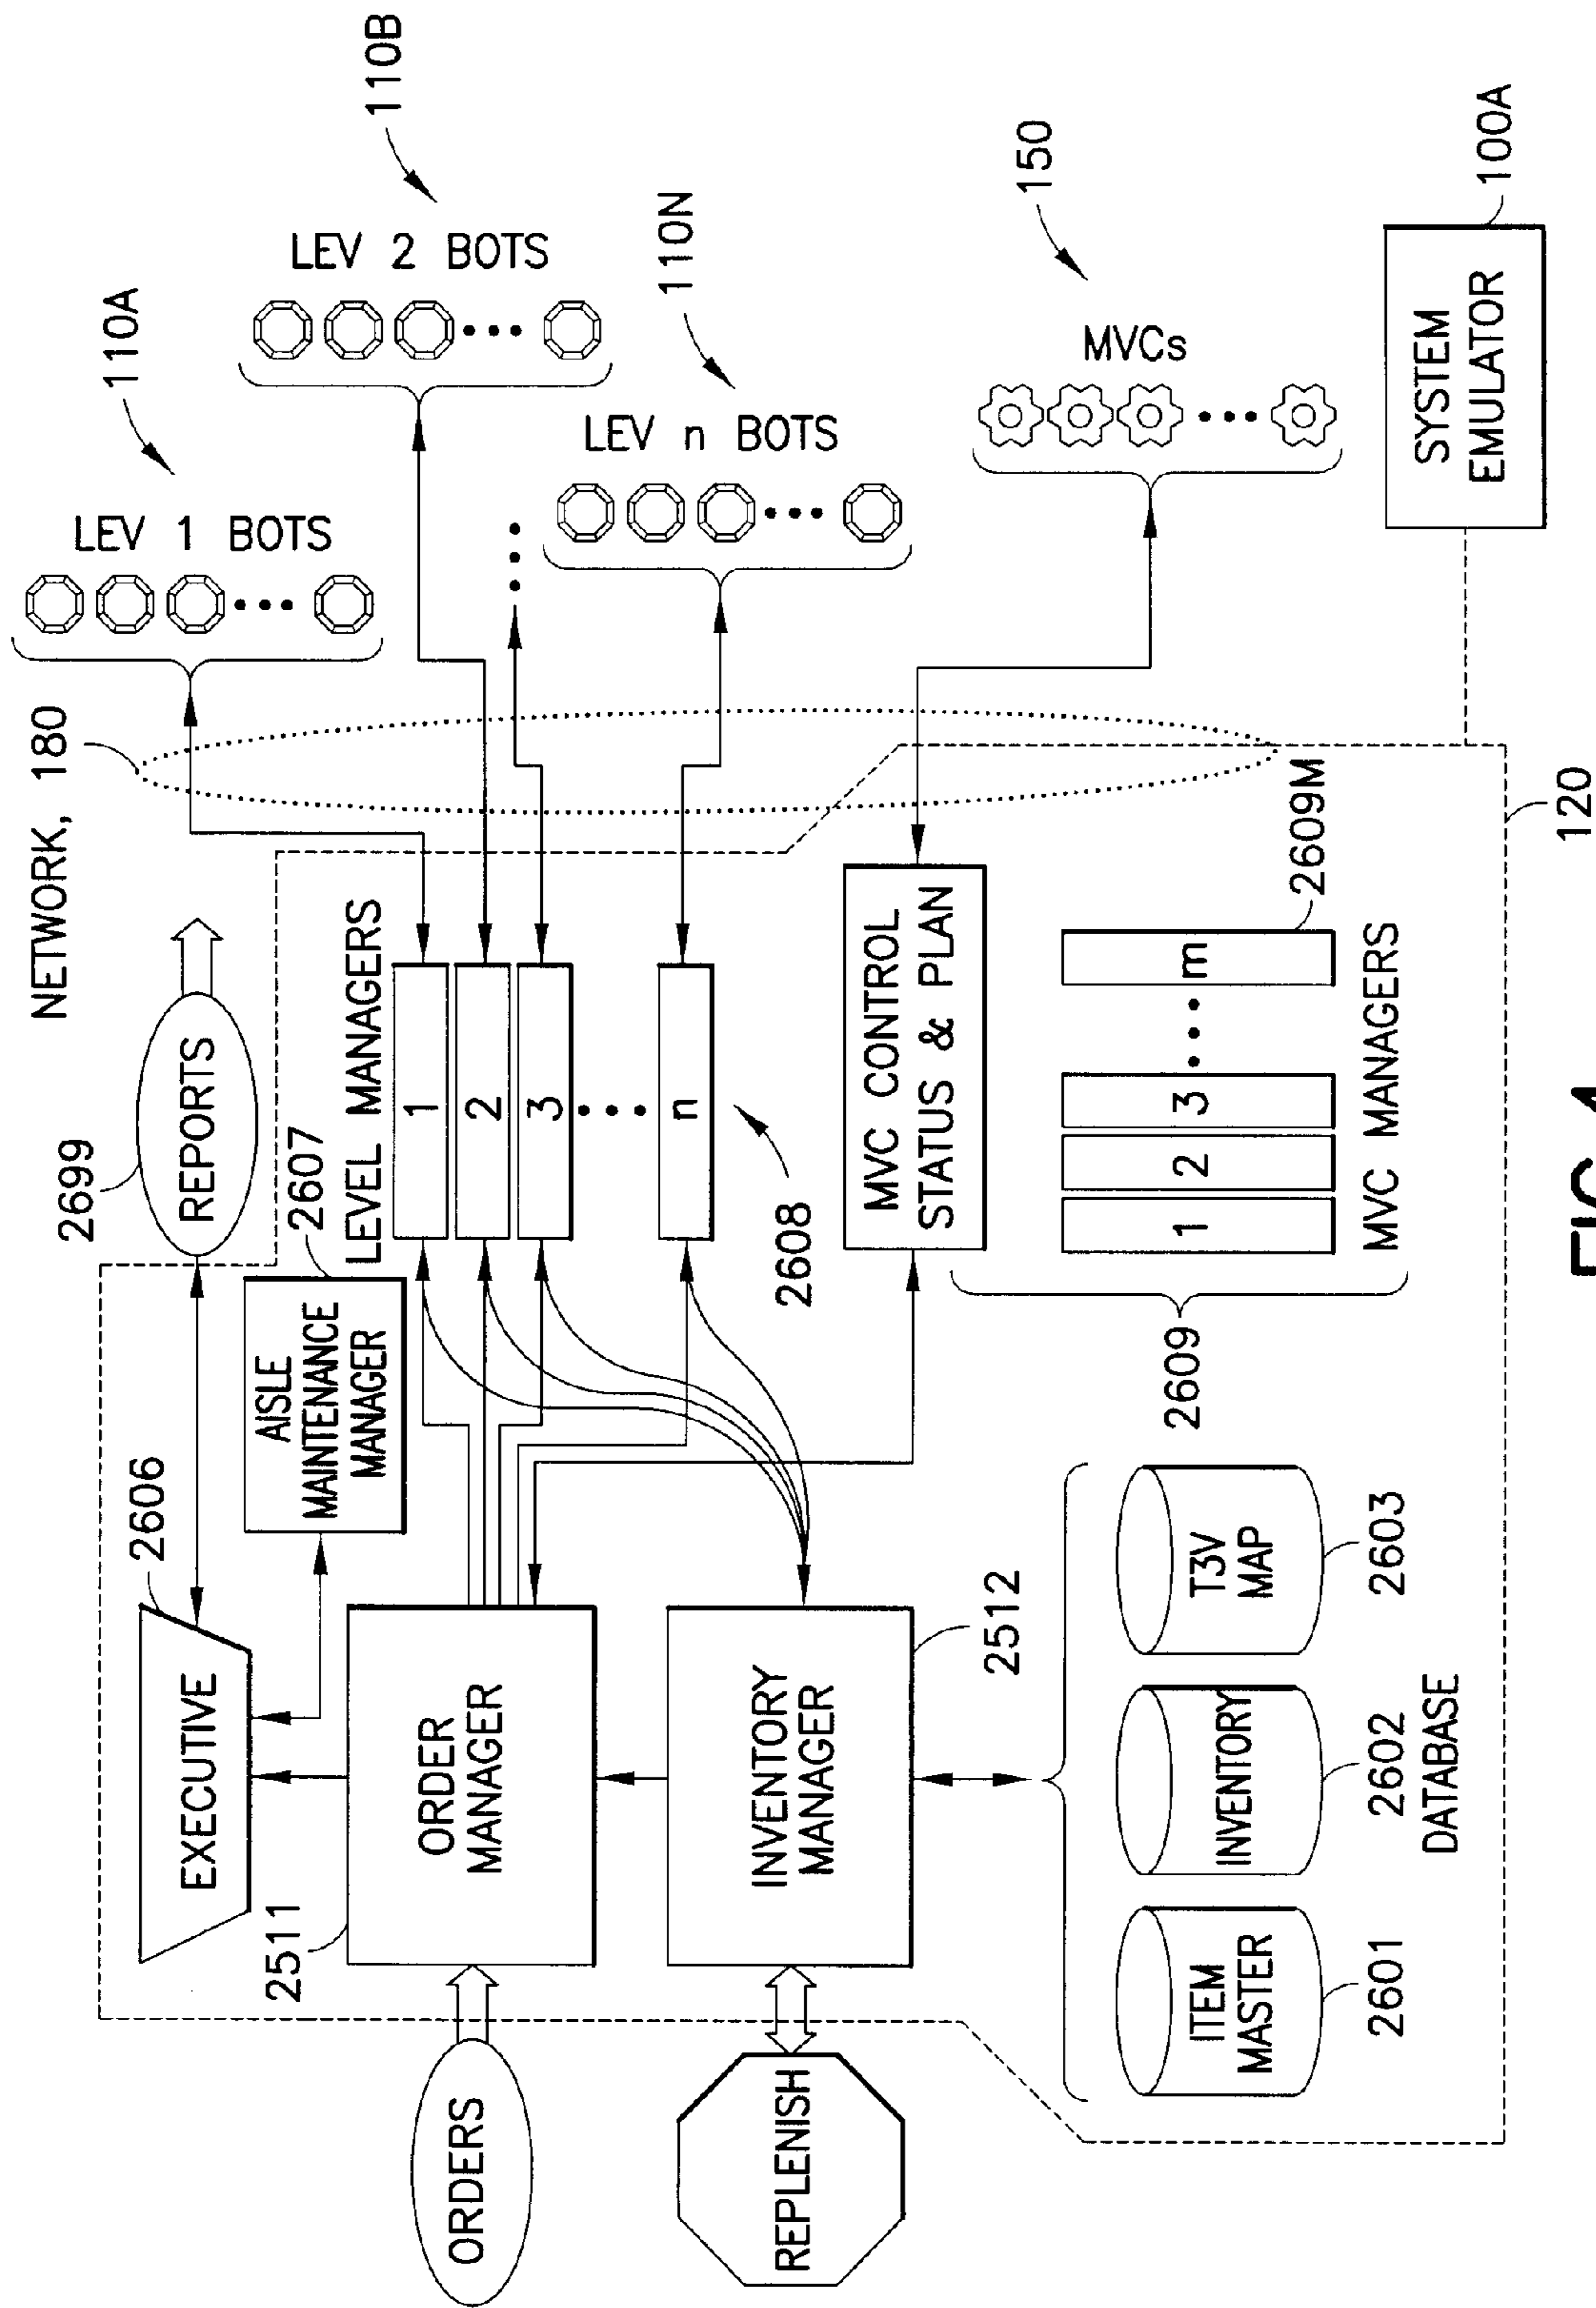 NETWORK, 180
110A
LEV 1 BOTS
LEV 2 BOTS
110B
LEV n BOTS
110N
MVCs
150
SYSTEM
EMULATOR
100A
2699
REPORTS
2606
EXECUTIVE
2607
AISLE
MAINTENANCE
MANAGER
LEVEL MANAGERS
1
2
3
n
2608
ORDERS
2511
ORDER
MANAGER
REPLENISH
INVENTORY
MANAGER
2512
MVC CONTROL
STATUS & PLAN
2609
1
2
3
m
2609M
MVC MANAGERS
ITEM
MASTER
2601
INVENTORY
2602
T3V
MAP
2603
DATABASE
120